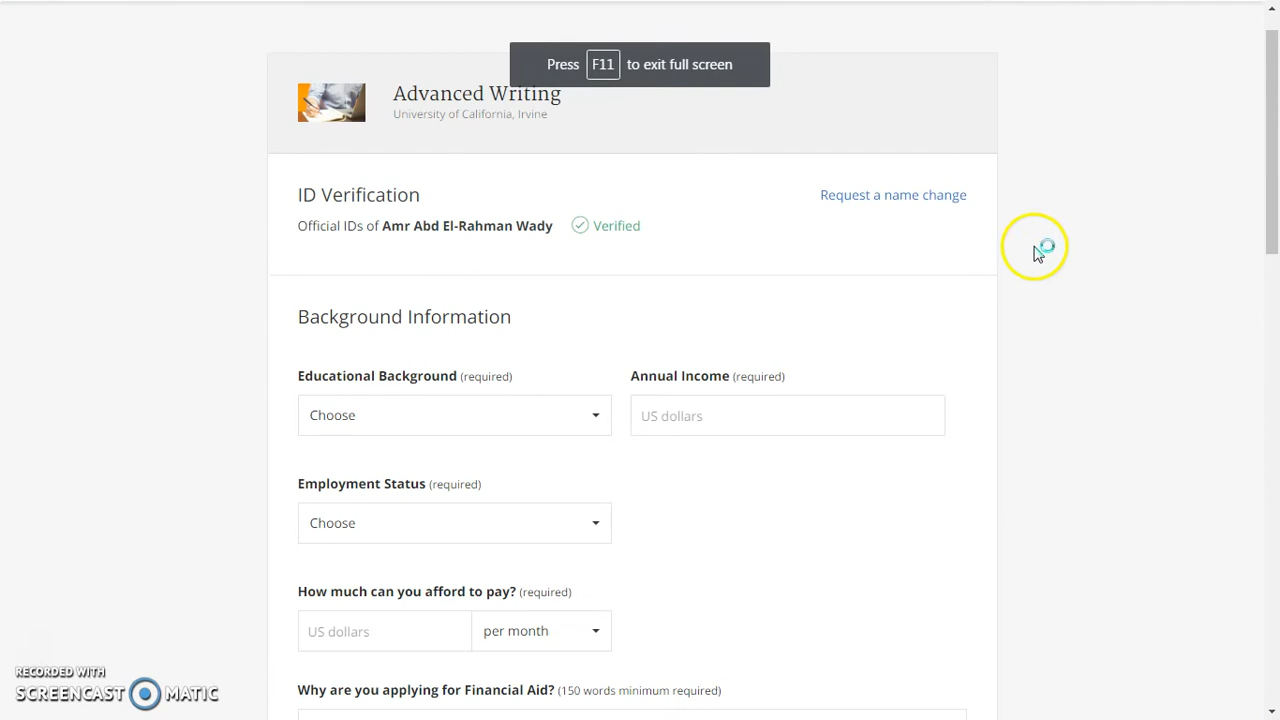 Press F11 to exit full screen
Advanced Writing
University of California, Irvine
ID Verification
Request a name change
Official IDs of Amr Abd El-Rahman Wady Verified
Background Information
Educational Background (required) Annual Income (required)
Choose US dollars
Employment Status (required)
Choose
How much can you afford to pay? (required)
US dollars per month
Why are you applying for Financial Aid? (150 words minimum required)
RECORDED WITH
SCREENCAST MATIC